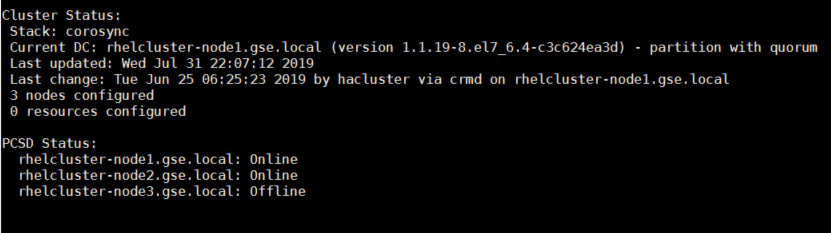 Cluster Status:
Stack: corosync
Current DC: rhelcluster-node1.gse.local (version 1.1.19-8.el7_6.4-c3c624ea3d) - partition with quorum
Last updated: Wed Jul 31 22:07:12 2019
Last change: Tue Jun 25 06:25:23 2019 by hacluster via crmd on rhelcluster-node1.gse.local
3 nodes configured
0 resources configured
PCSD Status:
rhelcluster-node1.gse.local: Online
rhelcluster-node2.gse.local: Online
rhelcluster-node3.gse.local: Offline